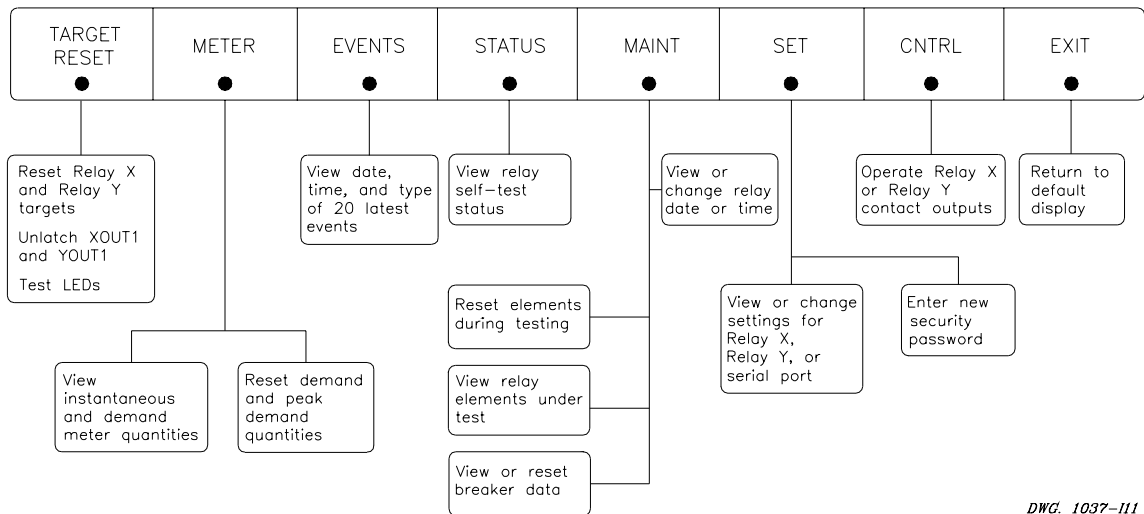 TARGET
RESET
METER
EVENTS
STATUS
MAINT
SET
CNTRL
EXIT
Reset Relay X
and Relay Y
targets
Unlatch XOUT1
and YOUT1
Test LEDs
View date,
time, and type
of 20 latest
events
View relay
self-test
status
View or
change relay
date or time
Operate Relay X
or Relay Y
contact outputs
Return to
default
display
Reset elements
during testing
View or change
settings for
Relay X,
Relay Y, or
serial port
Enter new
security
password
View
instantaneous
and demand
meter quantities
Reset demand
and peak
demand
quantities
View relay
elements under
test
View or reset
breaker data
DWG. 1037-I11